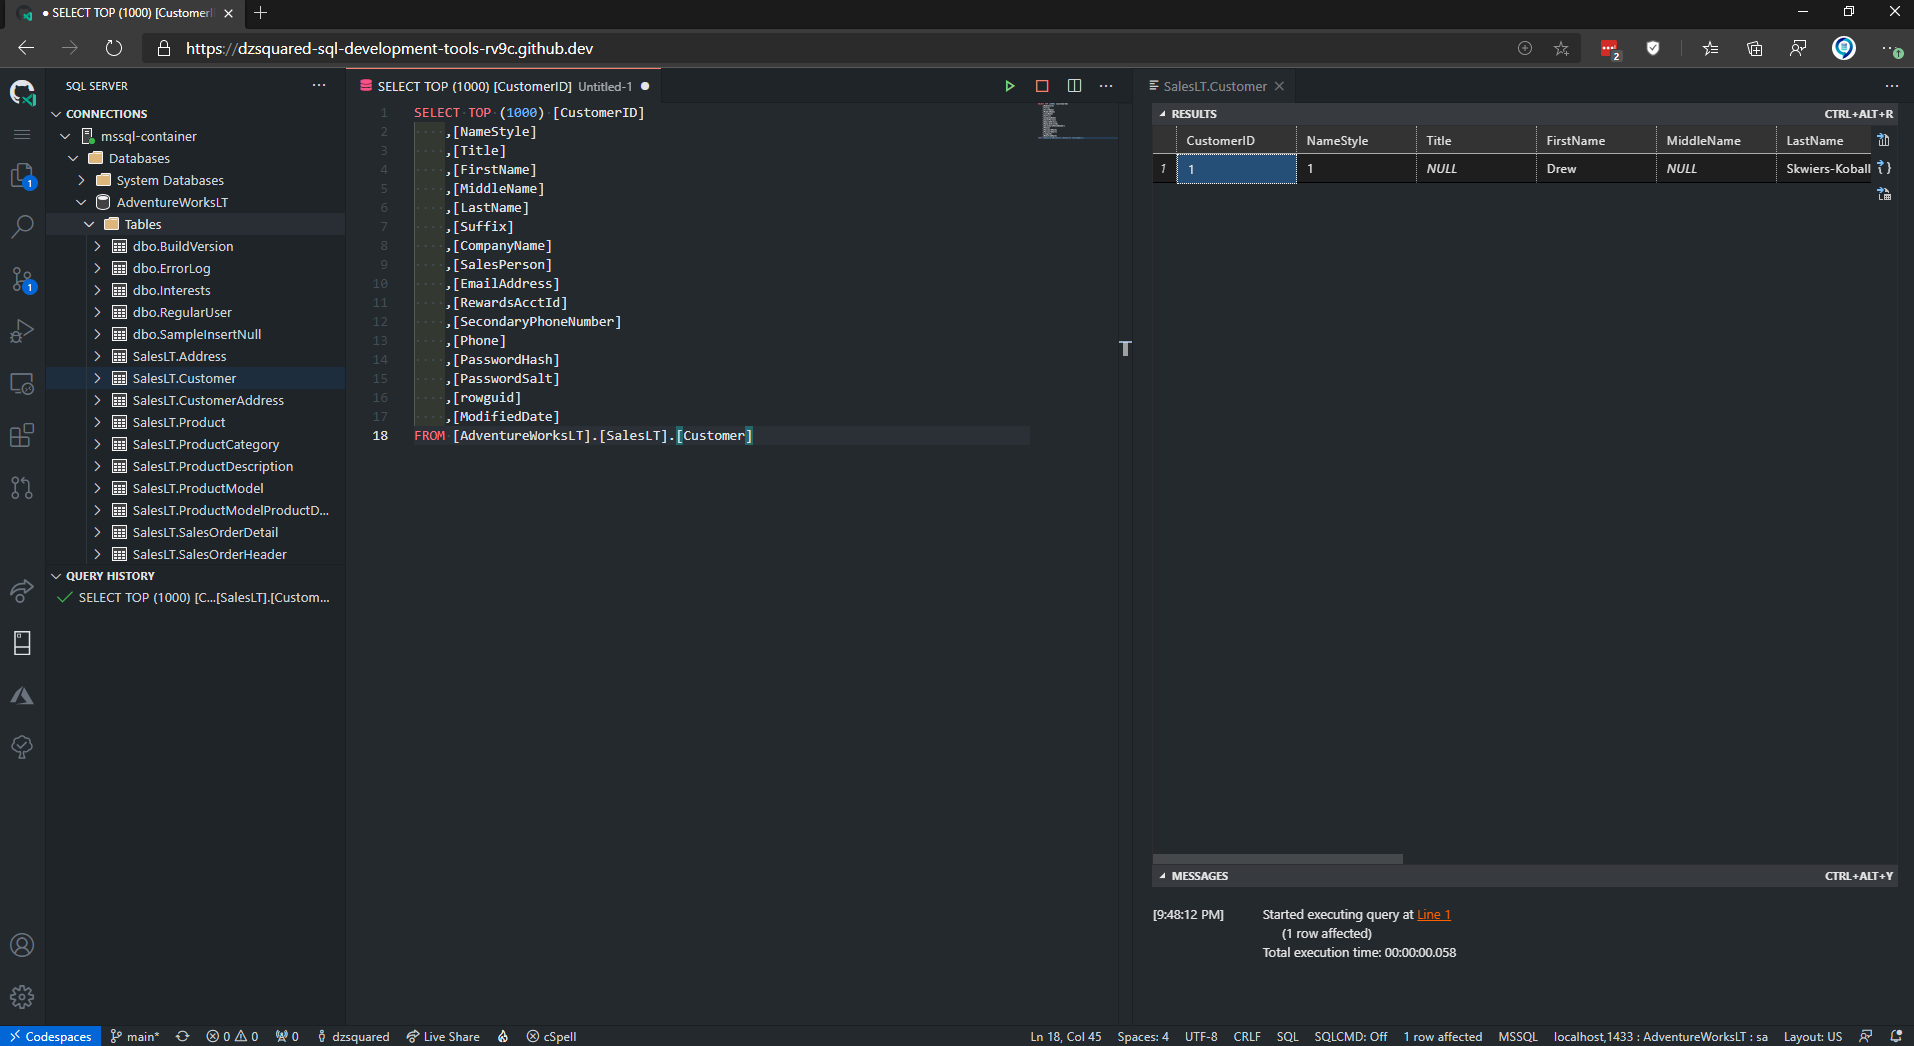 ● SELECT TOP (1000) [Customer
https://dzsquared-sql-development-tools-rv9c.github.dev
2
SQL SERVER
CONNECTIONS
mssql-container
Databases
System Databases
AdventureWorksLT
Tables
dbo.BuildVersion
dbo.ErrorLog
dbo.Interests
dbo.RegularUser
dbo.SampleInsertNull
SalesLT.Address
SalesLT.Customer
SalesLT.CustomerAddress
SalesLT.Product
SalesLT.ProductCategory
SalesLT.ProductDescription
SalesLT.ProductModel
SalesLT.ProductModelProductD...
SalesLT.SalesOrderDetail
SalesLT.SalesOrderHeader
QUERY HISTORY
SELECT TOP (1000) [C...[SalesLT].[Custom...
1
1
SELECT TOP (1000) [CustomerID] Untitled-1 ●
1 SELECT TOP (1000) [CustomerID]
2 ,[NameStyle]
3 ,[Title]
4 ,[FirstName]
5 ,[MiddleName]
6 ,[LastName]
7 ,[Suffix]
8 ,[CompanyName]
9 ,[SalesPerson]
10 ,[EmailAddress]
11 ,[RewardsAcctId]
12 ,[SecondaryPhoneNumber]
13 ,[Phone]
14 ,[PasswordHash]
15 ,[PasswordSalt]
16 ,[rowguid]
17 ,[ModifiedDate]
18 FROM [AdventureWorksLT].[SalesLT].[Customer]
SalesLT.Customer
RESULTS CTRL+ALT+R
CustomerID NameStyle Title FirstName MiddleName LastName
1 1 1 NULL Drew NULL Skwiers-Koball
MESSAGES CTRL+ALT+Y
[9:48:12 PM] Started executing query at Line 1
(1 row affected)
Total execution time: 00:00:00.058
Codespaces main* 0 0 0 dzsquared Live Share cSpell Ln 18, Col 45 Spaces: 4 UTF-8 CRLF SQL SQLCMD: Off 1 row affected MSSQL localhost,1433 : AdventureWorksLT : sa Layout: US